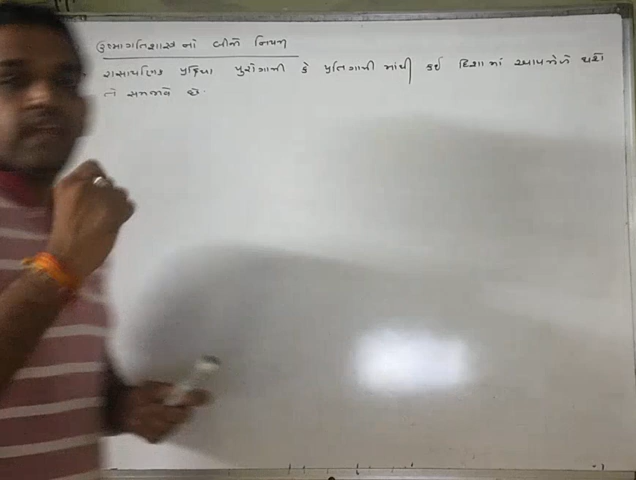 ઉષ્માગતિશાસ્ત્ર નાં બીજો નિયમ
રાસાયણિક પ્રક્રિયા પુરોગામી કે પ્રતિગામી માંથી કઈ દિશા માં આપમેળે થશે
તે સમજાવે છે.